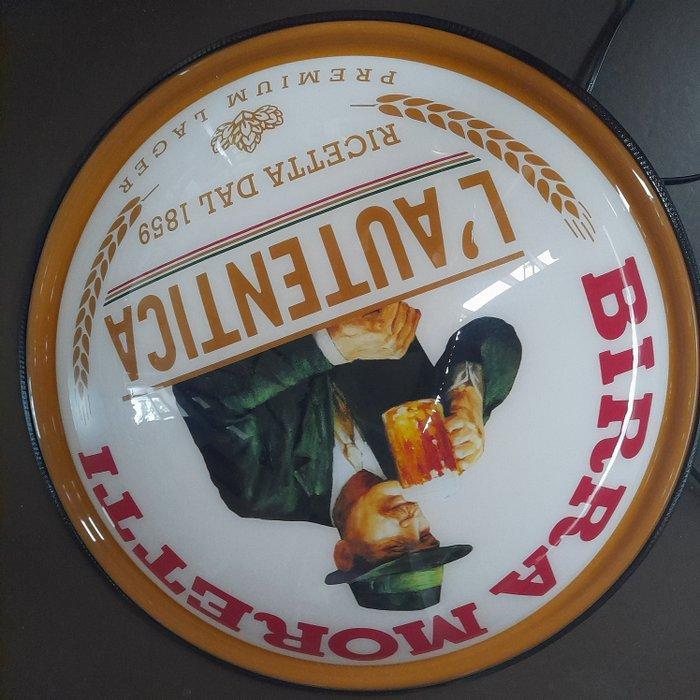 BIRRA MORETTI
L'AUTENTICA
RICETTA DAL 1859
PREMIUM LAGER